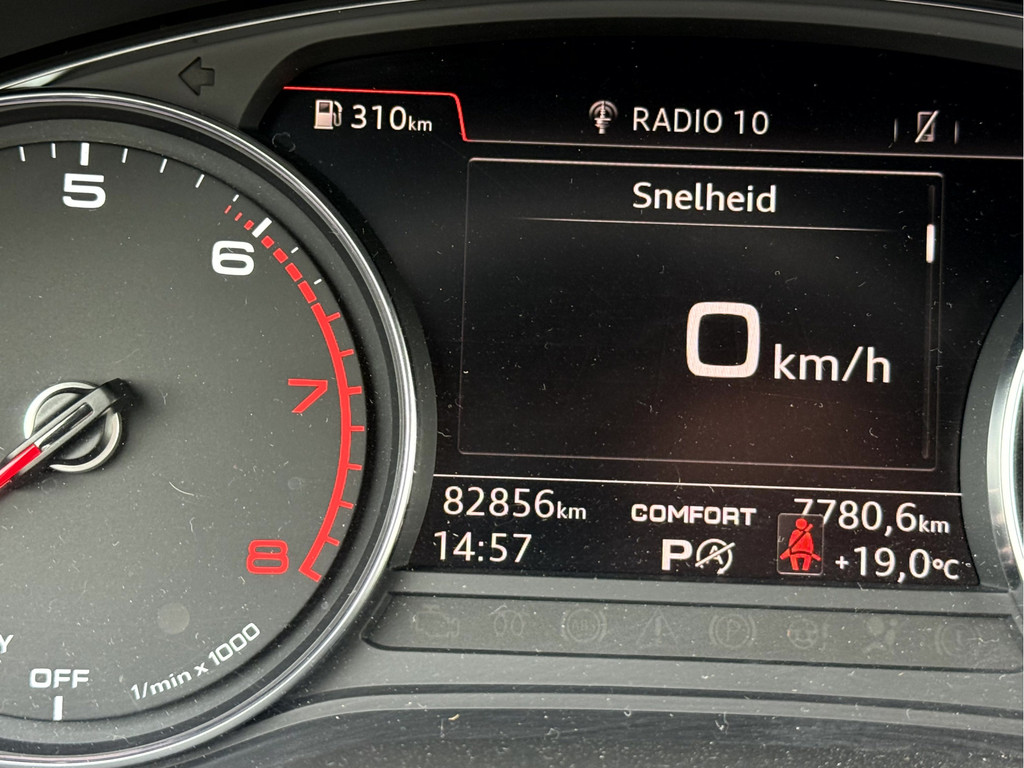 310km
RADIO 10
Snelheid
0 km/h
82856km
COMFORT
7780,6km
14:57
P
A
+19,0°C
5
6
7
8
1/min x 1000
Y
OFF
ABS
P